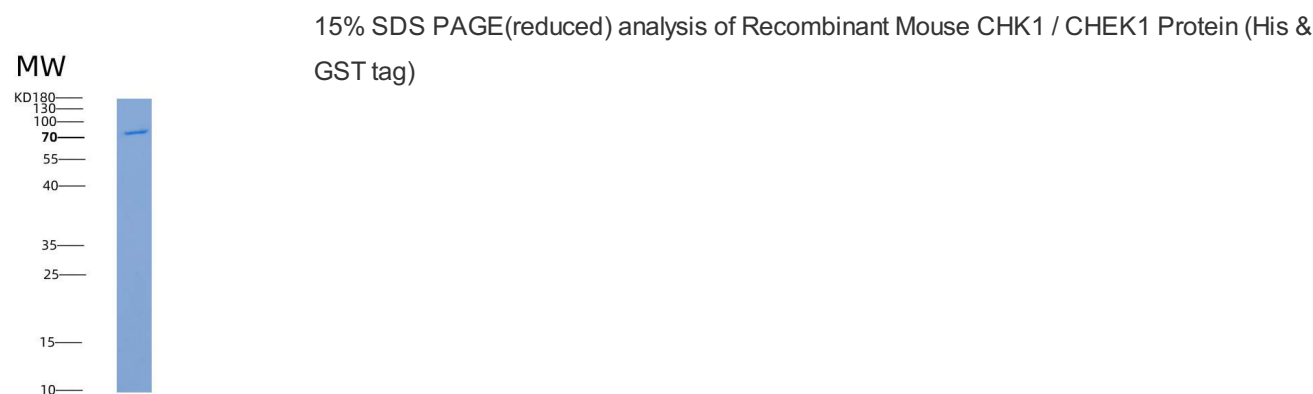 15% SDS PAGE(reduced) analysis of Recombinant Mouse CHK1 / CHEK1 Protein (His &
GST tag)
MW
KD180
130
100
70
55
40
35
25
15
10